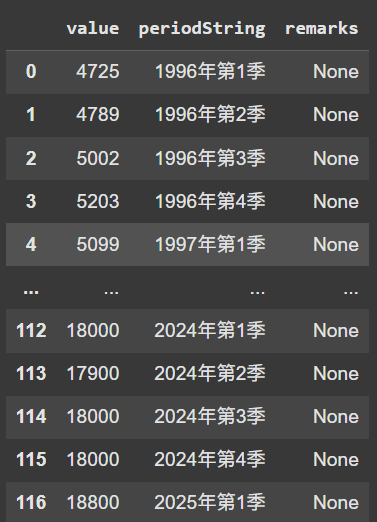 value periodString remarks
0 4725 1996年第1季 None
1 4789 1996年第2季 None
2 5002 1996年第3季 None
3 5203 1996年第4季 None
4 5099 1997年第1季 None
... ... ... ...
112 18000 2024年第1季 None
113 17900 2024年第2季 None
114 18000 2024年第3季 None
115 18000 2024年第4季 None
116 18800 2025年第1季 None